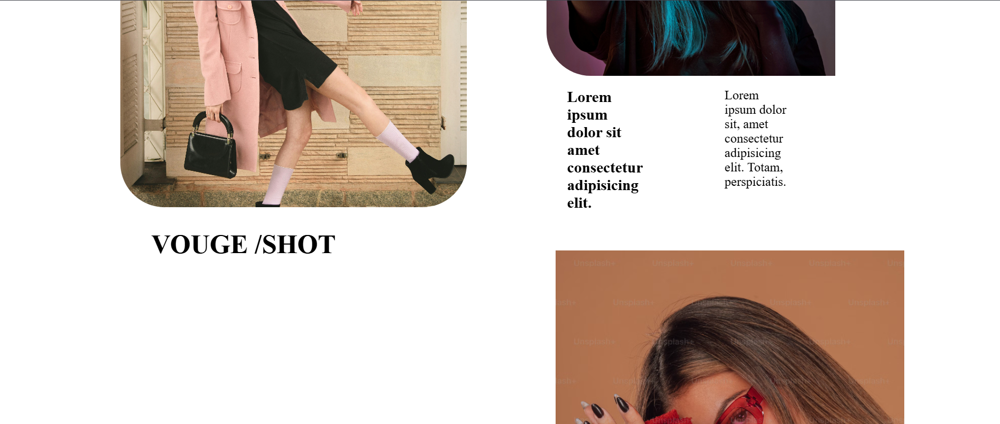 Lorem
ipsum
dolor sit
amet
consectetur
adipisicing
elit.
Lorem
ipsum dolor
sit, amet
consectetur
adipisicing
elit. Totam,
perspiciatis.
VOUGE /SHOT
Unsplash+ Unsplash+ Unsplash+ Unsplash+ Uns
lash+ Unsplash+ Unsplash+ Unsplash+ Unsplash+
Unsplash+ Unsplash+ Unsplash+ Unsplash+ Uns
lash+ Unsplash+ Unsplash+ Unsplash+ Unsplash+